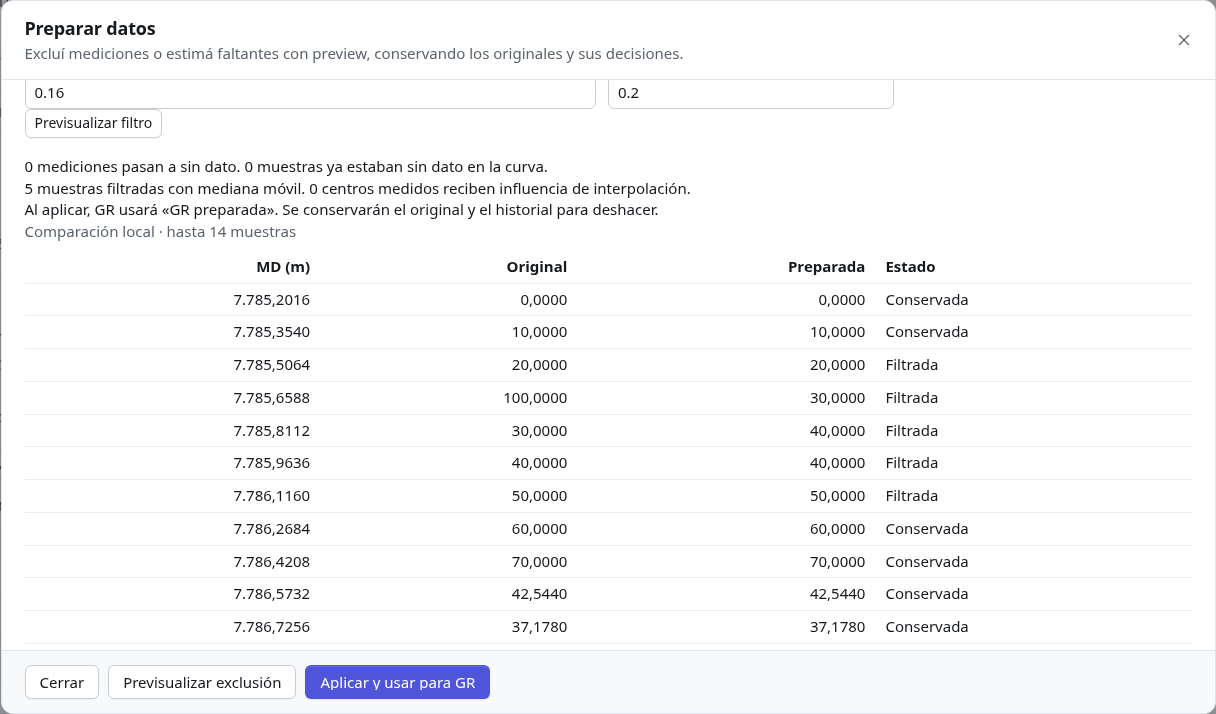 Preparar datos
Excluí mediciones o estimá faltantes con preview, conservando los originales y sus decisiones.
0.16 0.2
Previsualizar filtro
0 mediciones pasan a sin dato. 0 muestras ya estaban sin dato en la curva.
5 muestras filtradas con mediana móvil. 0 centros medidos reciben influencia de interpolación.
Al aplicar, GR usará «GR preparada». Se conservarán el original y el historial para deshacer.
Comparación local · hasta 14 muestras
MD (m) Original Preparada Estado
7.785,2016 0,0000 0,0000 Conservada
7.785,3540 10,0000 10,0000 Conservada
7.785,5064 20,0000 20,0000 Filtrada
7.785,6588 100,0000 30,0000 Filtrada
7.785,8112 30,0000 40,0000 Filtrada
7.785,9636 40,0000 40,0000 Filtrada
7.786,1160 50,0000 50,0000 Filtrada
7.786,2684 60,0000 60,0000 Conservada
7.786,4208 70,0000 70,0000 Conservada
7.786,5732 42,5440 42,5440 Conservada
7.786,7256 37,1780 37,1780 Conservada
Cerrar Previsualizar exclusión Aplicar y usar para GR